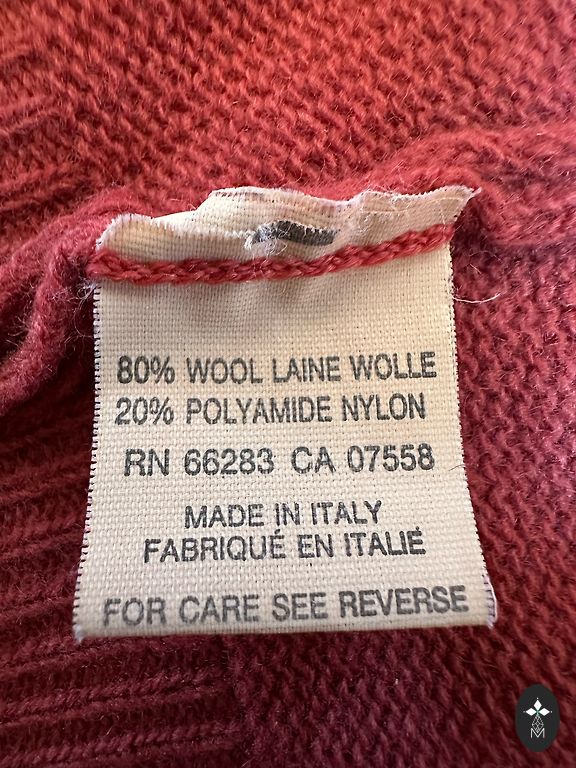 80% WOOL LAINE WOLLE
20% POLYAMIDE NYLON
RN 66283 CA 07558
MADE IN ITALY
FABRIQUÉ EN ITALIÉ
FOR CARE SEE REVERSE
M